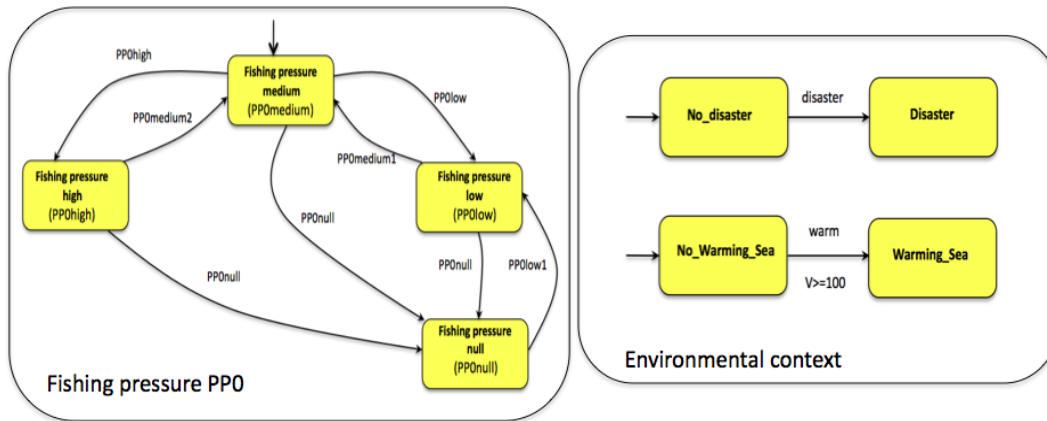 PP0high
Fishing pressure
medium
(PP0medium)
PP0low
PP0medium2
PP0medium1
Fishing pressure
high
(PP0high)
Fishing pressure
low
(PP0low)
PP0null
PP0null
PP0low1
PP0null
Fishing pressure
null
(PP0null)
Fishing pressure PP0
No_disaster
disaster
Disaster
No_Warming_Sea
warm
V>=100
Warming_Sea
Environmental context